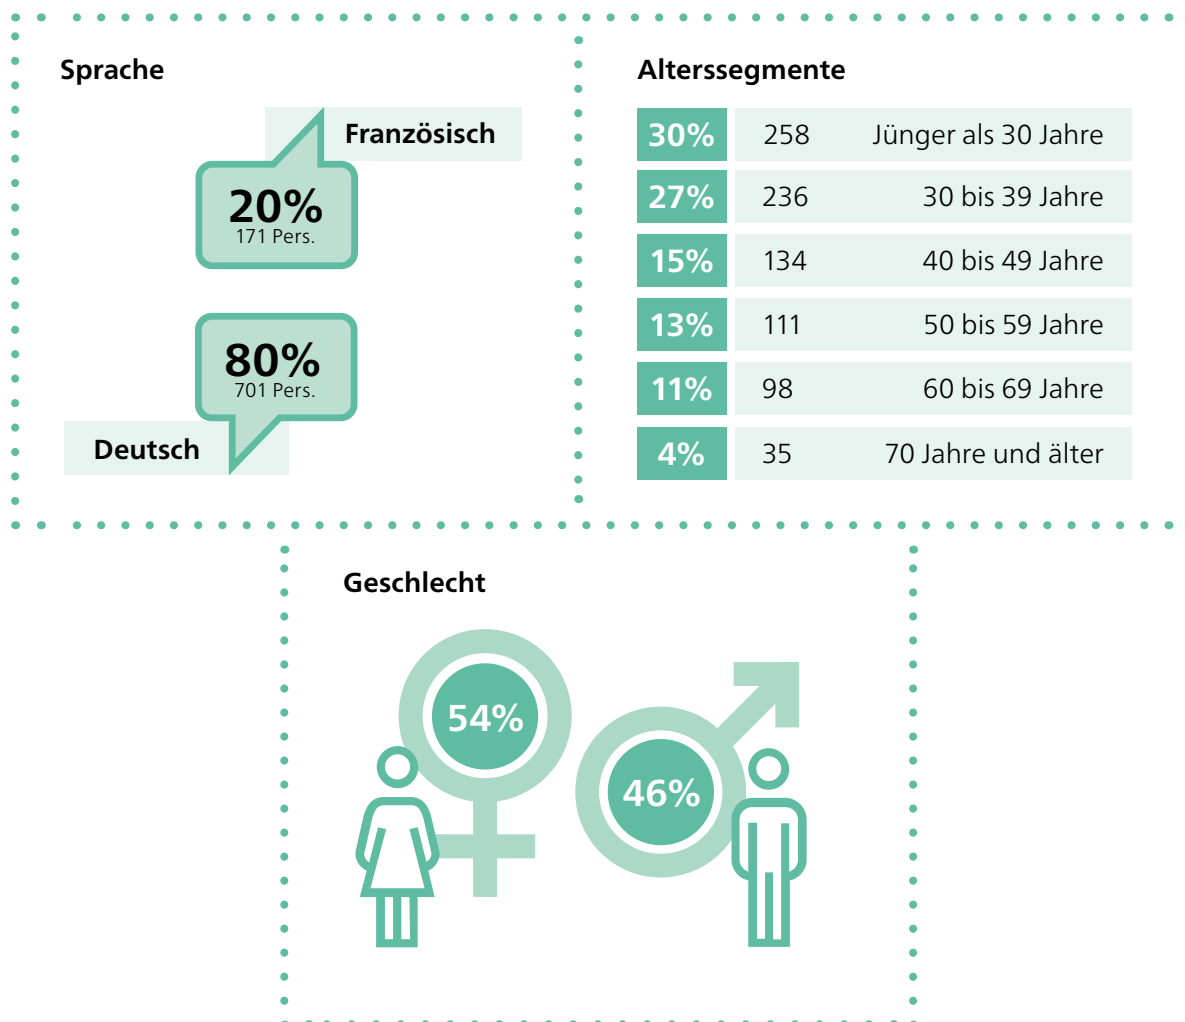 Sprache
Französisch
20%
171 Pers.
80%
701 Pers.
Deutsch
Alterssegmente
30% 258 Jünger als 30 Jahre
27% 236 30 bis 39 Jahre
15% 134 40 bis 49 Jahre
13% 111 50 bis 59 Jahre
11% 98 60 bis 69 Jahre
4% 35 70 Jahre und älter
Geschlecht
54%
46%